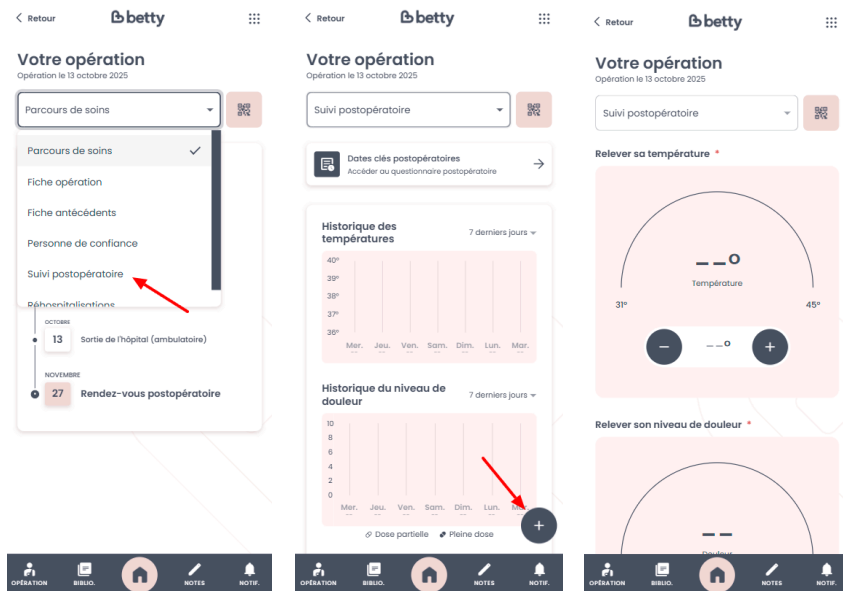 Retour
betty
Votre opération
Opération le 13 octobre 2025
Parcours de soins
Parcours de soins
Fiche opération
Fiche antécédents
Personne de confiance
Suivi postopératoire
Réhospitalisations
OCTOBRE
13 Sortie de l'hôpital (ambulatoire)
NOVEMBRE
27 Rendez-vous postopératoire
OPÉRATION BIBLIO. NOTES NOTIF.
Retour
betty
Votre opération
Opération le 13 octobre 2025
Suivi postopératoire
Dates clés postopératoires
Accéder au questionnaire postopératoire
Historique des
températures
7 derniers jours
40°
39°
38°
37°
36°
Mer. Jeu. Ven. Sam. Dim. Lun. Mar.
-- -- -- -- -- -- --
Historique du niveau de
douleur
7 derniers jours
10
8
6
4
2
0
Mer. Jeu. Ven. Sam. Dim. Lun. Mar.
-- -- -- -- -- -- --
Dose partielle Pleine dose
+
OPÉRATION BIBLIO. NOTES NOTIF.
Retour
betty
Votre opération
Opération le 13 octobre 2025
Suivi postopératoire
Relever sa température *
--°
Température
31° 45°
− --° +
Relever son niveau de douleur *
--
Douleur
OPÉRATION BIBLIO. NOTES NOTIF.